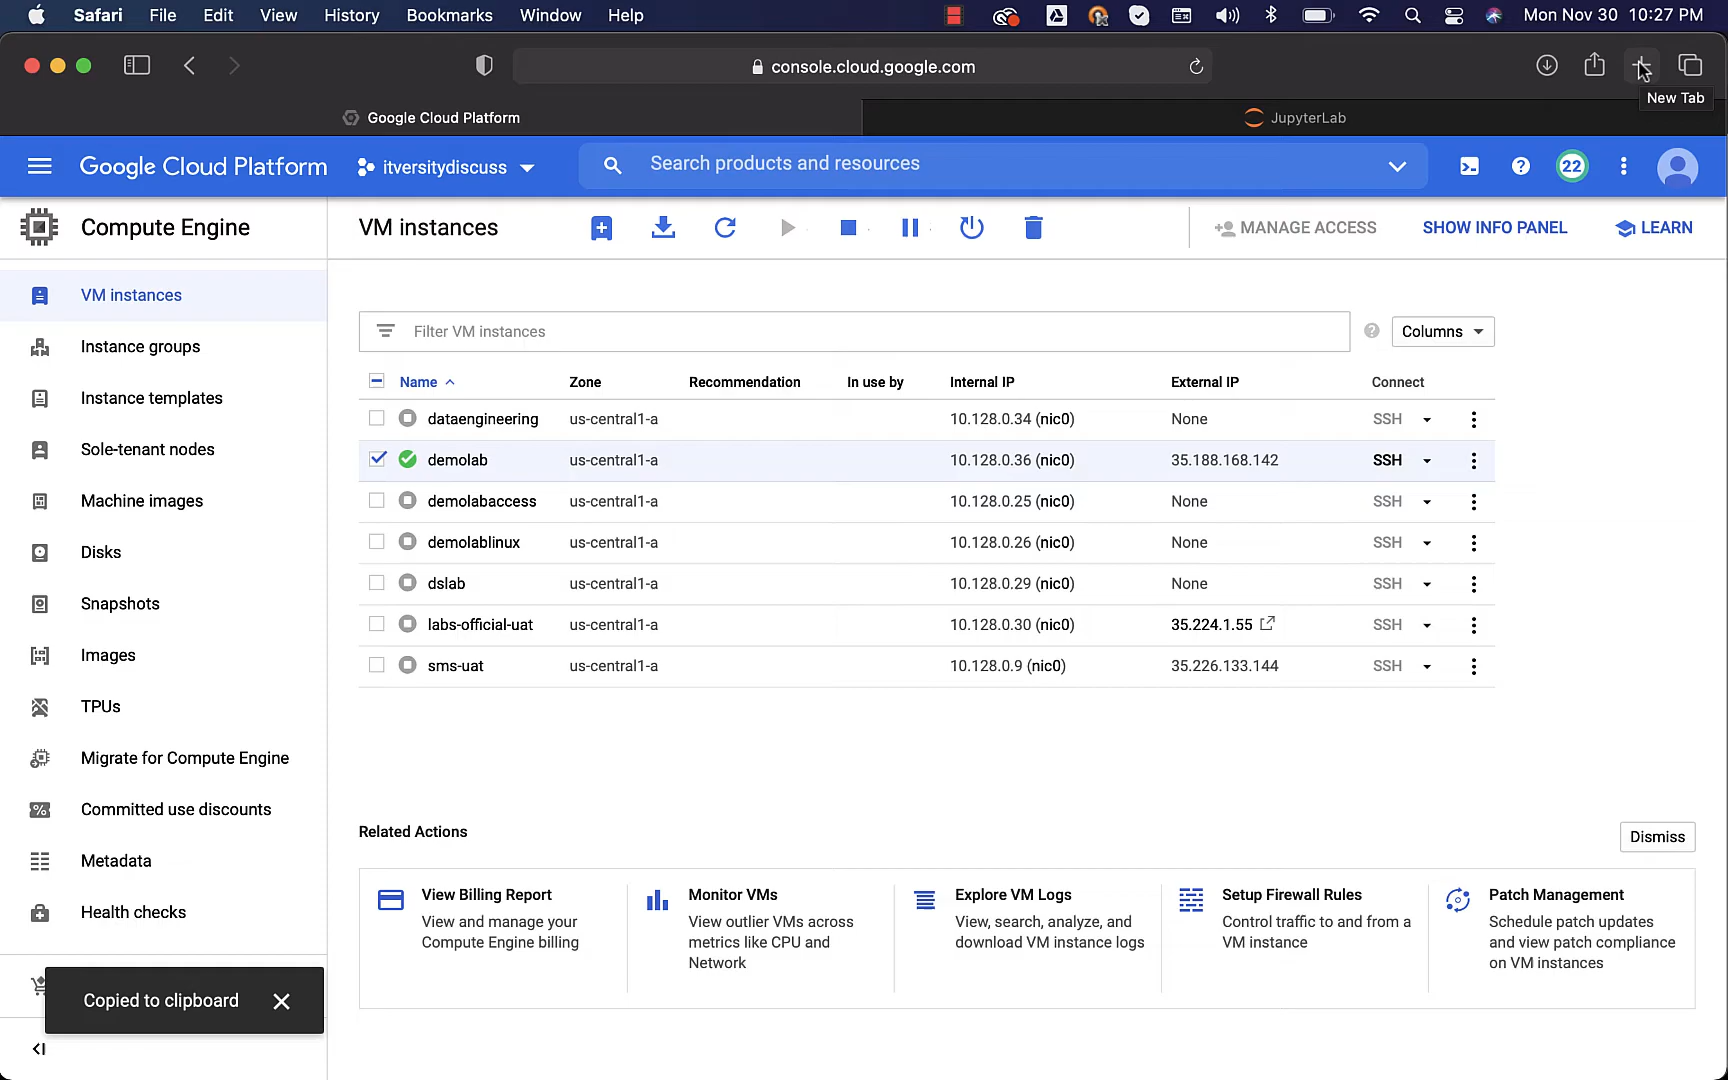 Safari File Edit View History Bookmarks Window Help Mon Nov 30 10:27 PM
console.cloud.google.com
New Tab
Google Cloud Platform JupyterLab
Google Cloud Platform itversitydiscuss Search products and resources 22
Compute Engine VM instances MANAGE ACCESS SHOW INFO PANEL LEARN
VM instances
Instance groups
Instance templates
Sole-tenant nodes
Machine images
Disks
Snapshots
Images
TPUs
Migrate for Compute Engine
Committed use discounts
Metadata
Health checks
Copied to clipboard
Filter VM instances Columns
Name Zone Recommendation In use by Internal IP External IP Connect
dataengineering us-central1-a 10.128.0.34 (nic0) None SSH
demolab us-central1-a 10.128.0.36 (nic0) 35.188.168.142 SSH
demolabaccess us-central1-a 10.128.0.25 (nic0) None SSH
demolablinux us-central1-a 10.128.0.26 (nic0) None SSH
dslab us-central1-a 10.128.0.29 (nic0) None SSH
labs-official-uat us-central1-a 10.128.0.30 (nic0) 35.224.1.55 SSH
sms-uat us-central1-a 10.128.0.9 (nic0) 35.226.133.144 SSH
Related Actions Dismiss
View Billing Report
View and manage your
Compute Engine billing
Monitor VMs
View outlier VMs across
metrics like CPU and
Network
Explore VM Logs
View, search, analyze, and
download VM instance logs
Setup Firewall Rules
Control traffic to and from a
VM instance
Patch Management
Schedule patch updates
and view patch compliance
on VM instances